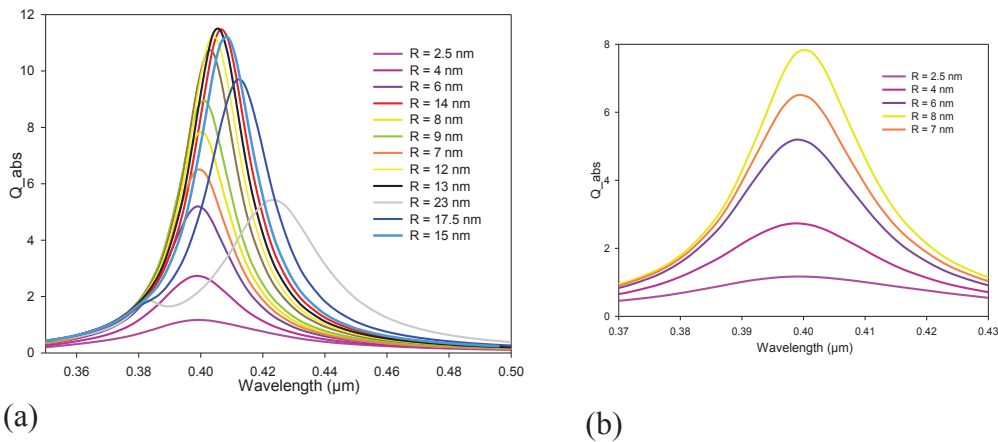 12
10
8
6
4
2
0
Q_abs
0.36 0.38 0.40 0.42 0.44 0.46 0.48 0.50
Wavelength (µm)
R = 2.5 nm
R = 4 nm
R = 6 nm
R = 14 nm
R = 8 nm
R = 9 nm
R = 7 nm
R = 12 nm
R = 13 nm
R = 23 nm
R = 17.5 nm
R = 15 nm
(a)
8
6
4
2
0
Q_abs
0.37 0.38 0.39 0.40 0.41 0.42 0.43
Wavelength (µm)
R = 2.5 nm
R = 4 nm
R = 6 nm
R = 8 nm
R = 7 nm
(b)